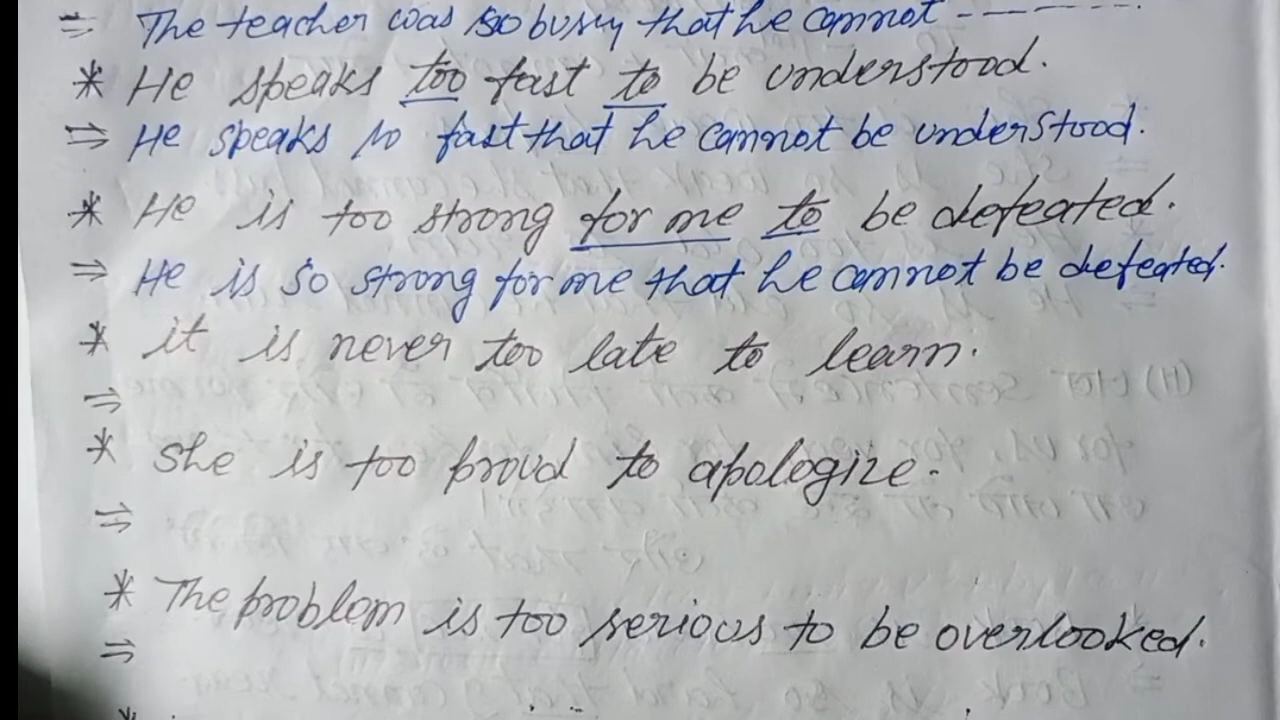 ⇒ The teacher was so busy that he cannot -------.
* He speaks too fast to be understood.
⇒ He speaks so fast that he cannot be understood.
* He is too strong for me to be defeated.
⇒ He is so strong for me that he cannot be defeated.
* it is never too late to learn.
⇒
* She is too proud to apologize.
⇒
* The problem is too serious to be overlooked.
⇒
*